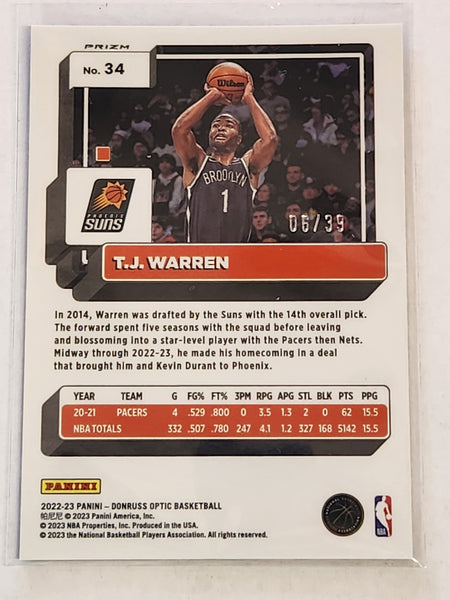 PRIZM
No. 34
Wilson
BROOKLYN
1
06/39
PHOENIX
SUNS
T.J. WARREN
In 2014, Warren was drafted by the Suns with the 14th overall pick.
The forward spent five seasons with the squad before leaving
and blossoming into a star-level player with the Pacers then Nets.
Midway through 2022-23, he made his homecoming in a deal
that brought him and Kevin Durant to Phoenix.
YEAR TEAM G FG% FT% 3PM RPG APG STL BLK PTS PPG
20-21 PACERS 4 .529 .800 0 3.5 1.3 2 0 62 15.5
NBA TOTALS 332 .507 .780 247 4.1 1.2 327 168 5142 15.5
PANINI
2022-23 PANINI – DONRUSS OPTIC BASKETBALL
帕尼尼 © 2023 Panini America, Inc.
© 2023 NBA Properties, Inc. Produced in the USA.
© 2023 the National Basketball Players Association. All rights reserved.
NBA